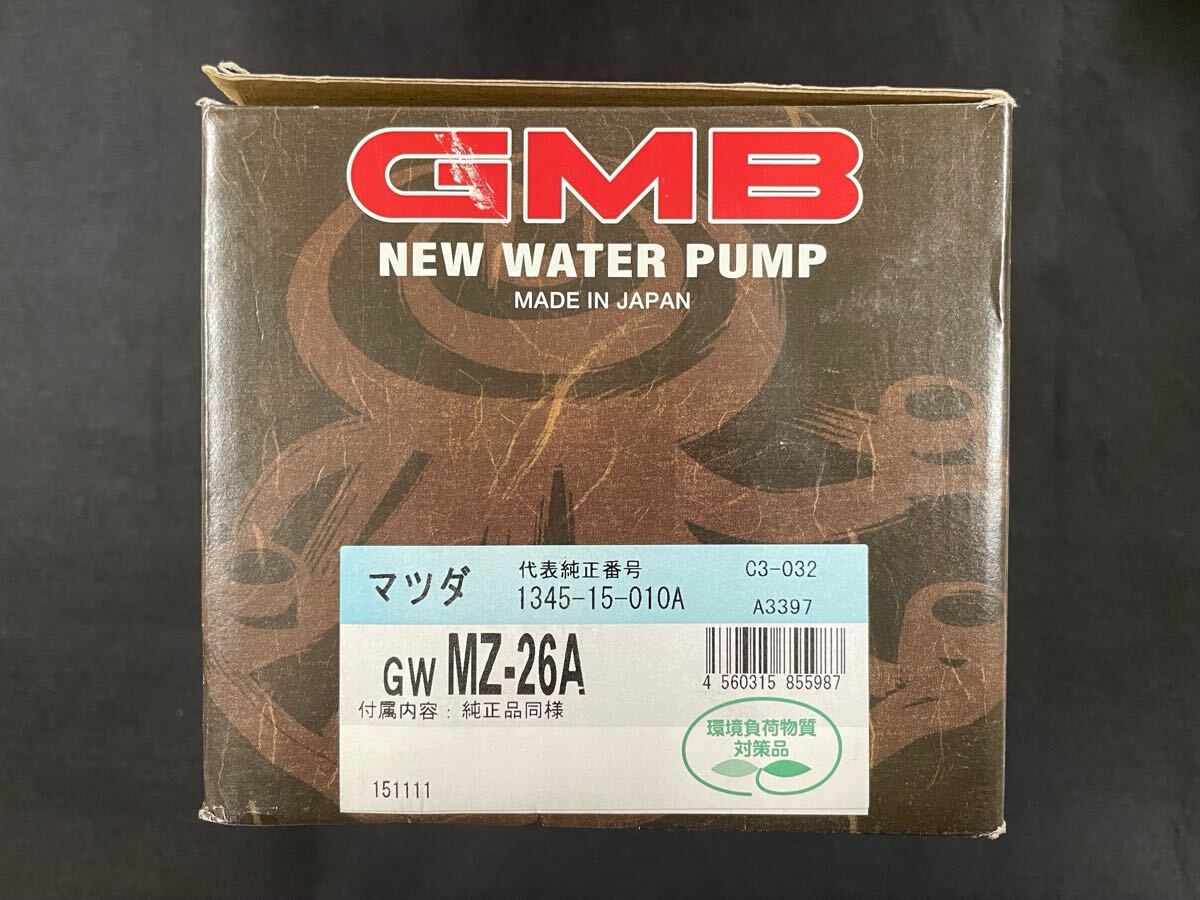 GMB
NEW WATER PUMP
MADE IN JAPAN
マツダ
代表純正番号
1345-15-010A
C3-032
A3397
GW MZ-26A
付属内容:純正品同様
4 560315 855987
環境負荷物質
対策品
151111